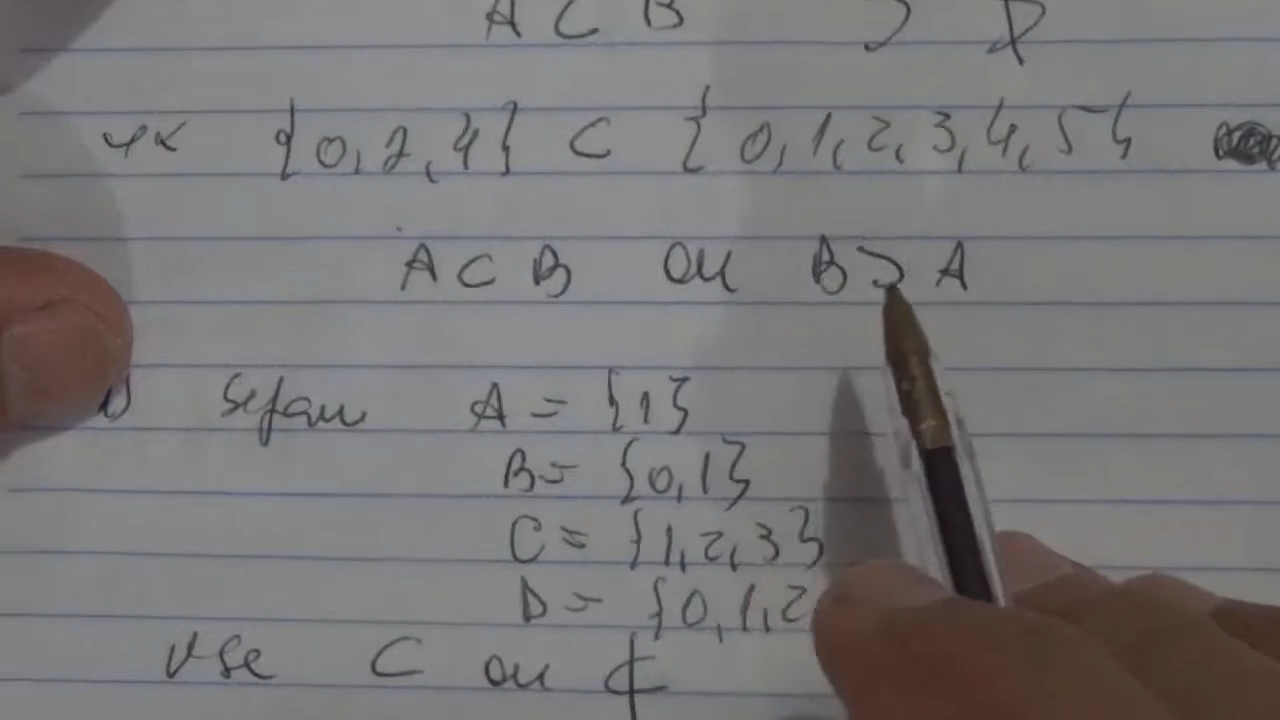 A ⊂ B ⊃ D
ex {0,2,4} ⊂ {0,1,2,3,4,5}
A ⊂ B ou B ⊃ A
Sejam A = {1}
B = {0,1}
C = {1,2,3}
D = {0,1,2
Use ⊂ ou ⊄